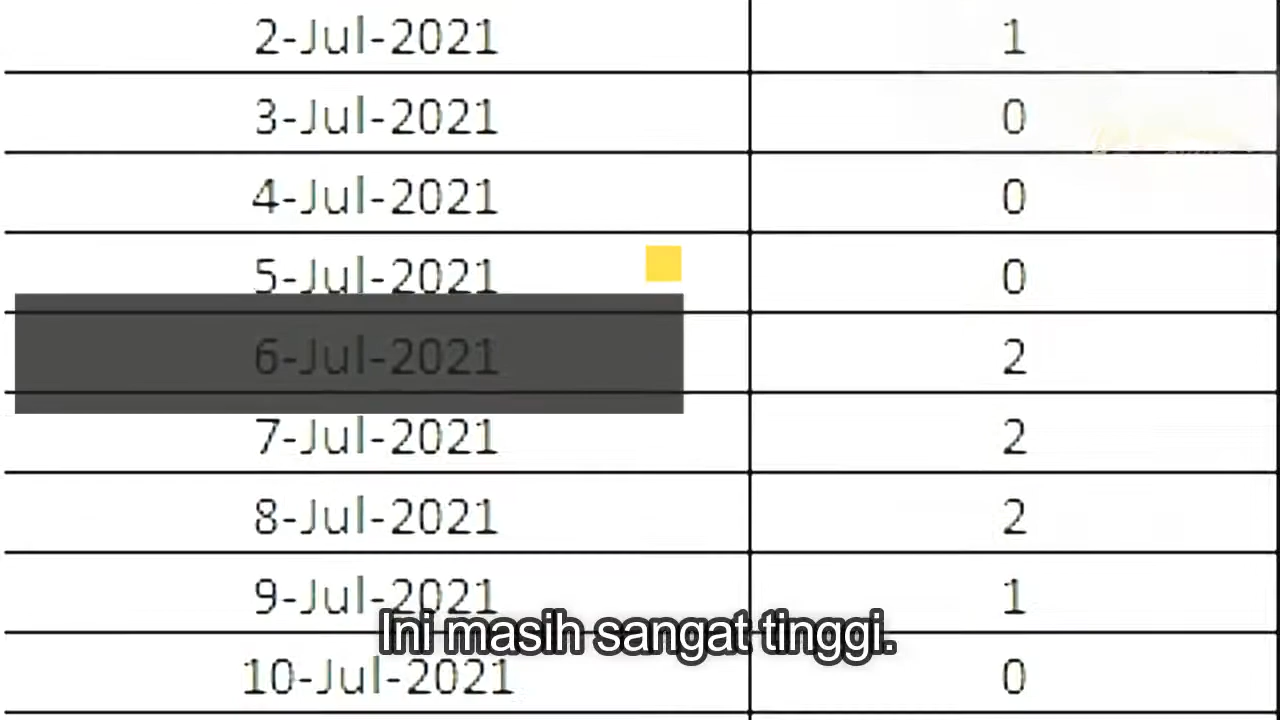 2-Jul-2021 1
3-Jul-2021 0
4-Jul-2021 0
5-Jul-2021 0
6-Jul-2021 2
7-Jul-2021 2
8-Jul-2021 2
9-Jul-2021 1
Ini masih sangat tinggi.
10-Jul-2021 0